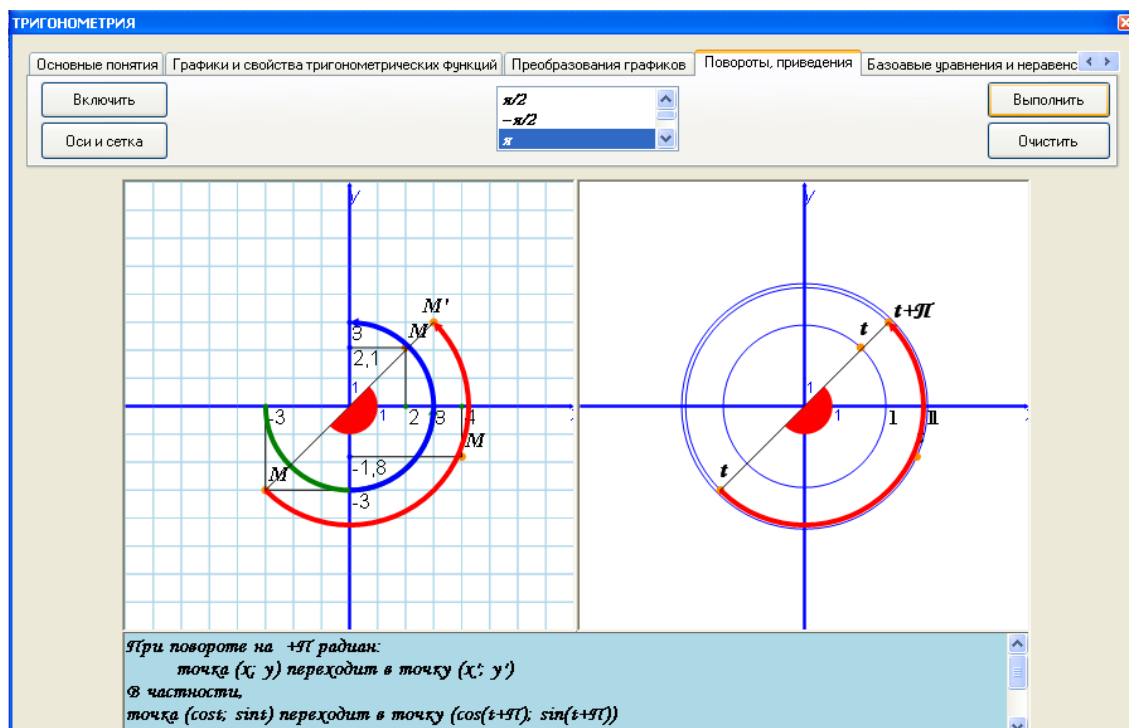 ТРИГОНОМЕТРИЯ
Основные понятия Графики и свойства тригонометрических функций Преобразования графиков Повороты, приведения Базоавые уравнения и неравенс
Включить
π/2
Выполнить
-π/2
Оси и сетка
π
Очистить
y
y
M'
t+П
M
t
3
2,1
1
1
-3
1
2
3
4
1
1
1
M
-1,8
M
t
-3
При повороте на +П радиан:
точка (x; y) переходит в точку (x'; y')
В частности,
точка (cost; sint) переходит в точку (cos(t+П); sin(t+П))